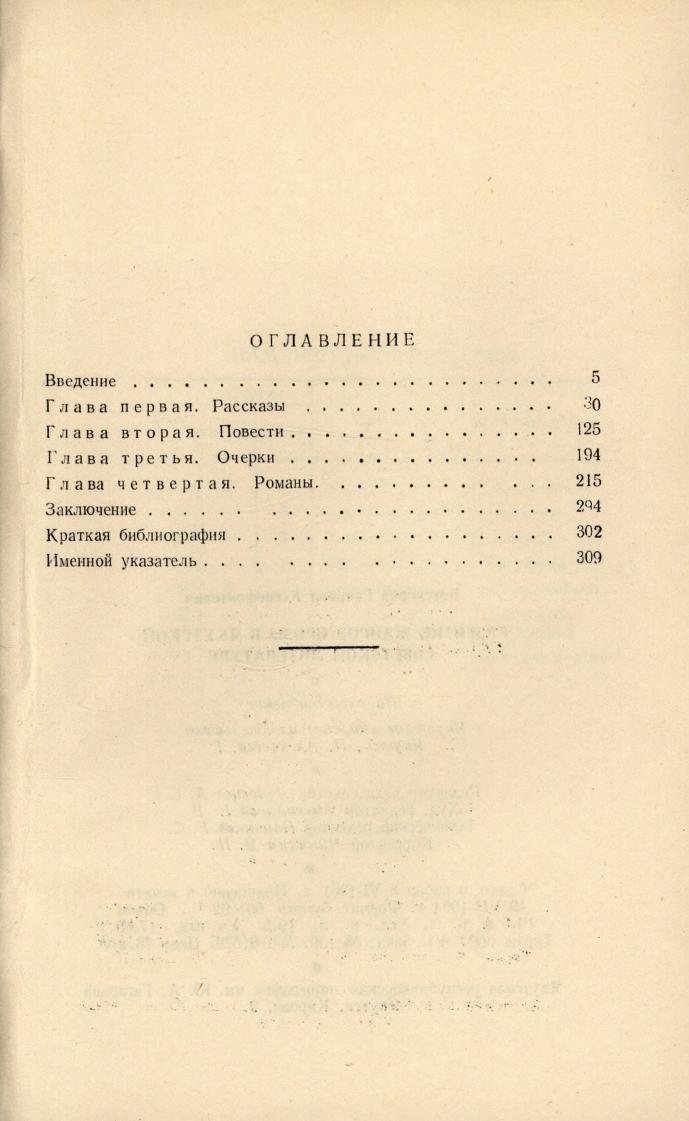 ОГЛАВЛЕНИЕ
Введение . . . . . . . . . . . . . . . . . . . . . . . . . . 5
Глава первая. Рассказы . . . . . . . . . . . . . . . 30
Глава вторая. Повести . . . . . . . . . . . . . . . . 125
Глава третья. Очерки . . . . . . . . . . . . . . . 194
Глава четвертая. Романы. . . . . . . . . . . . . 215
Заключение . . . . . . . . . . . . . . . . . . . . . . . 294
Краткая библиография . . . . . . . . . . . . . . . . . . . 302
Именной указатель . . . . . . . . . . . . . . . . . . . 309